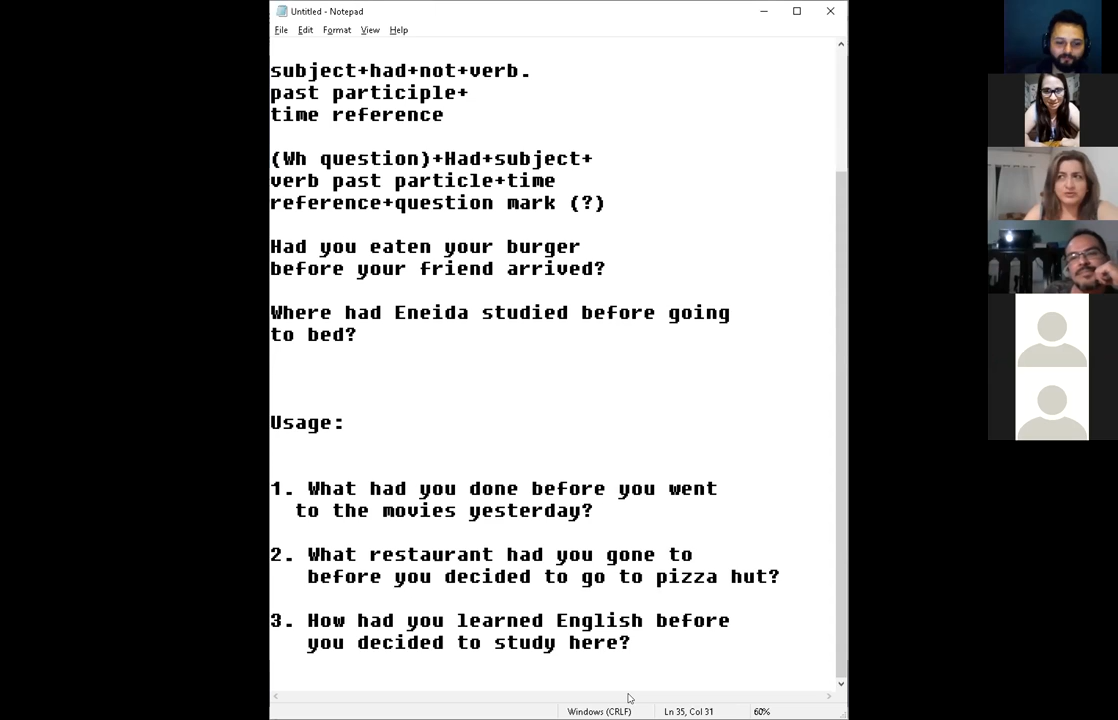 Untitled - Notepad
File Edit Format View Help
subject+had+not+verb.
past participle+
time reference
(Wh question)+Had+subject+
verb past particle+time
reference+question mark (?)
Had you eaten your burger
before your friend arrived?
Where had Eneida studied before going
to bed?
Usage:
1. What had you done before you went
to the movies yesterday?
2. What restaurant had you gone to
before you decided to go to pizza hut?
3. How had you learned English before
you decided to study here?
Windows (CRLF) Ln 35, Col 31 60%